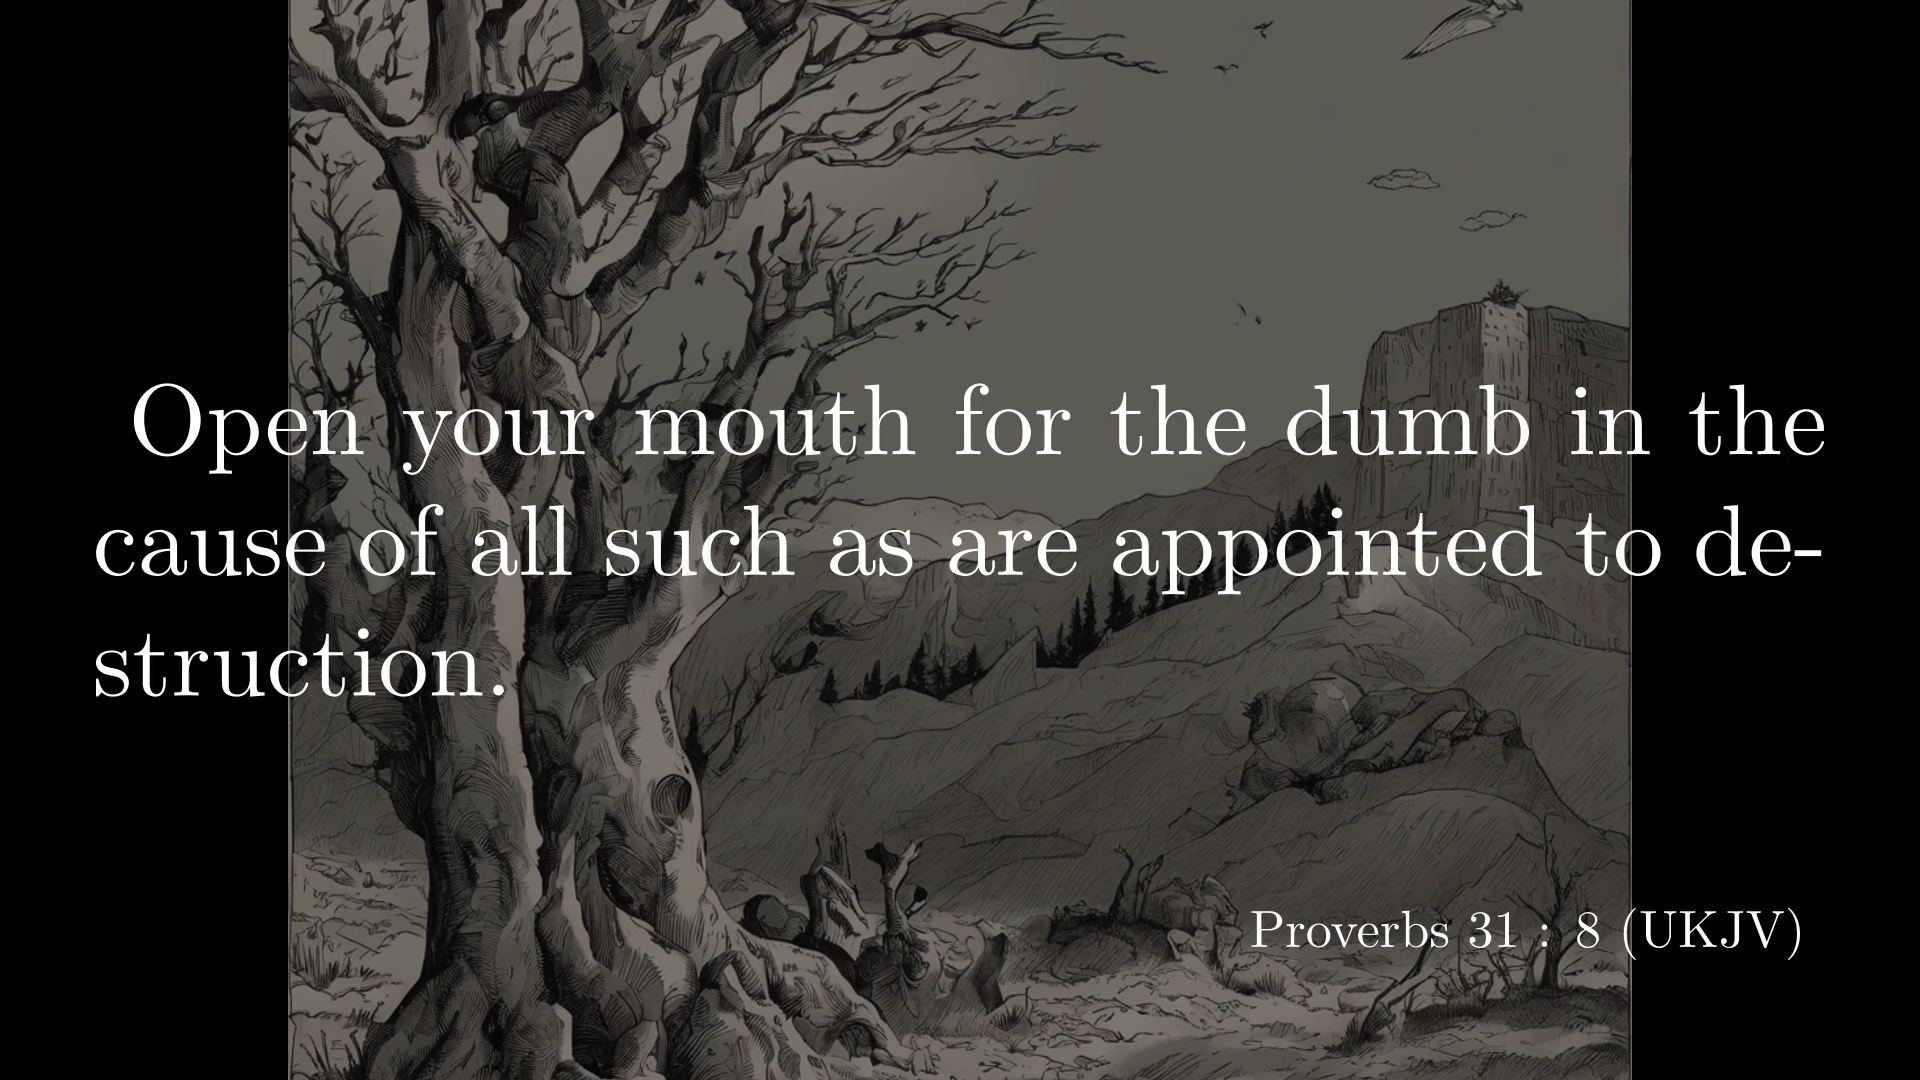 Open your mouth for the dumb in the
cause of all such as are appointed to de-
struction.
Proverbs 31 : 8 (UKJV)